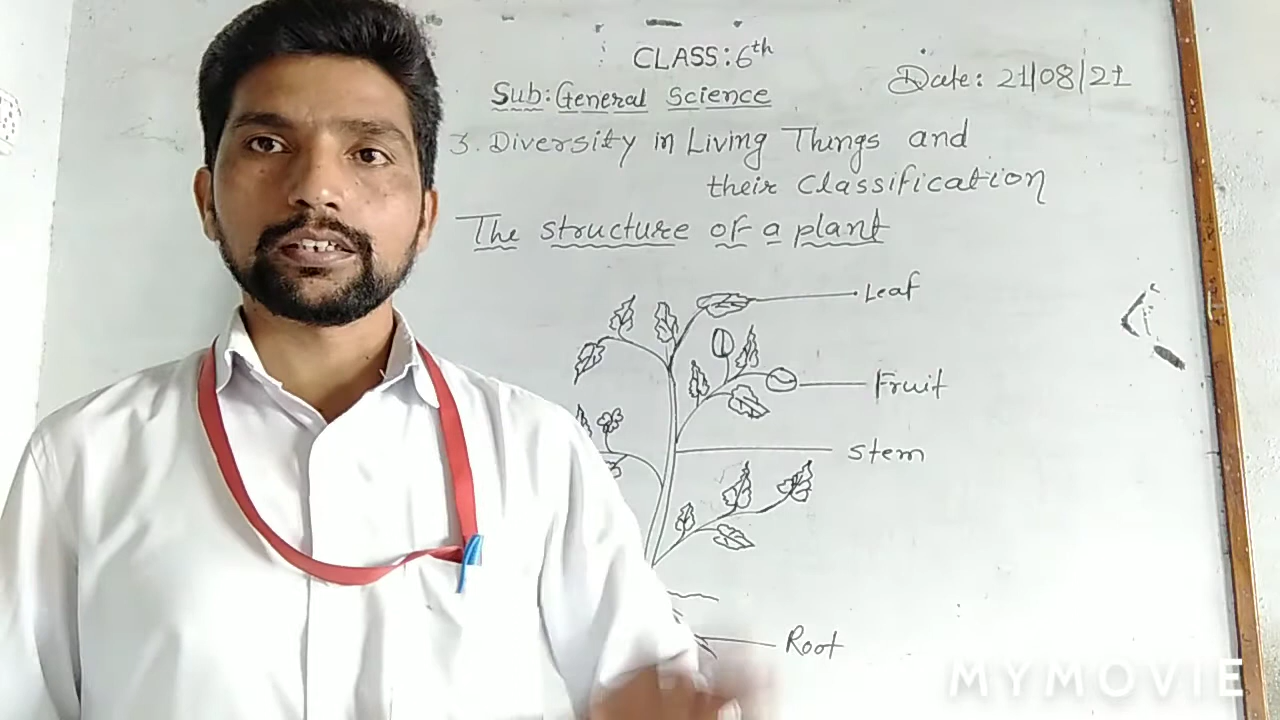 CLASS: 6th
Date: 21/08/21
Sub: General Science
3. Diversity in Living Things and
their Classification
The structure of a plant
Leaf
Fruit
Stem
Root
MYMOVIE